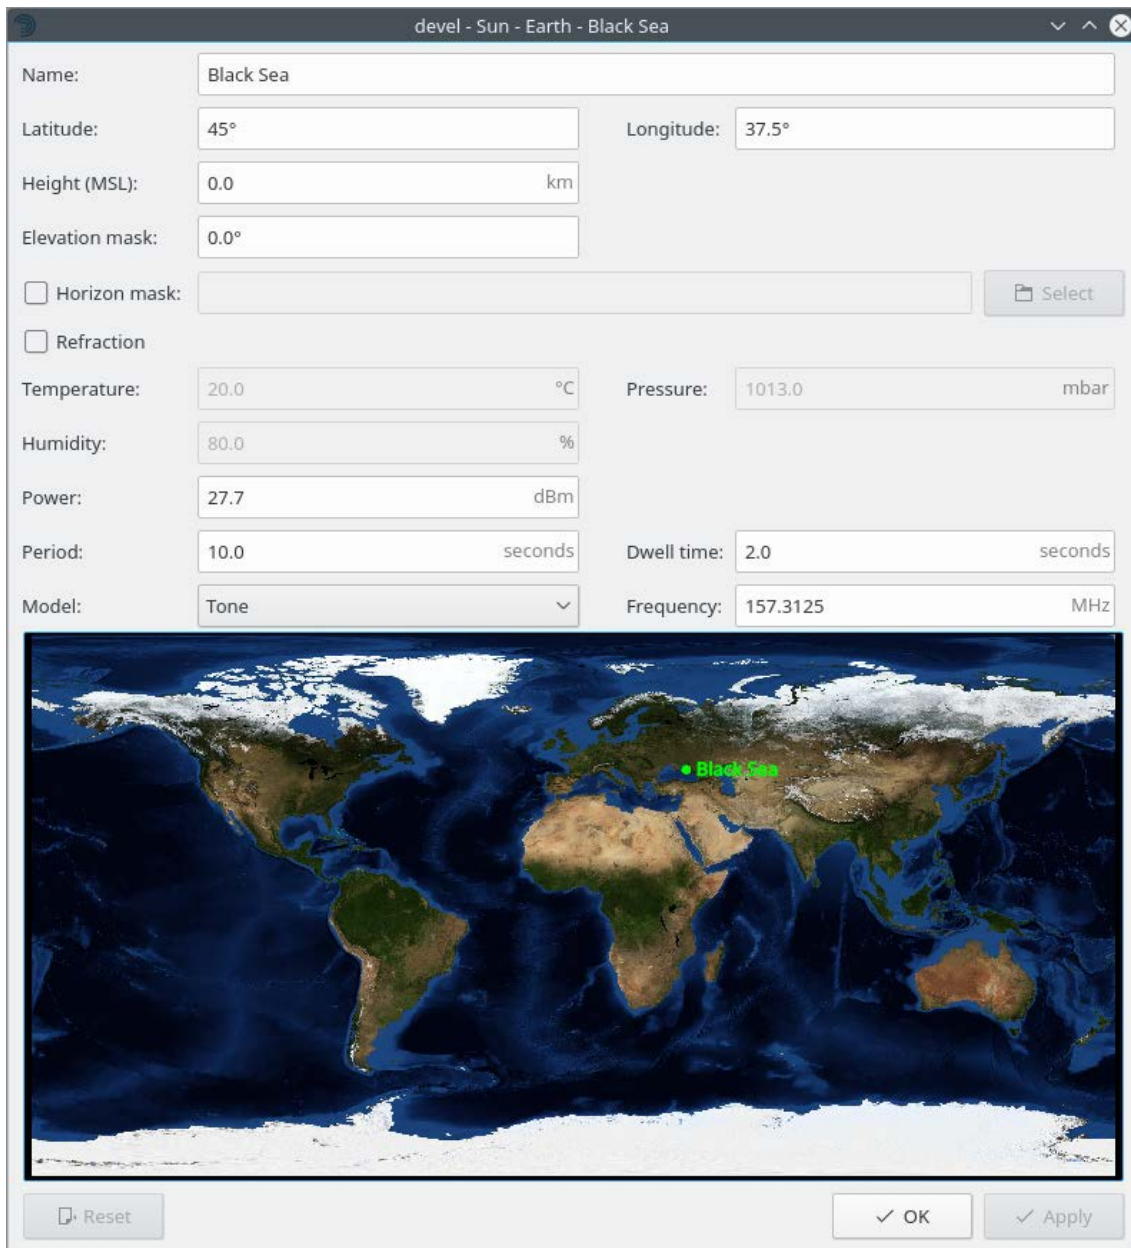 devel - Sun - Earth - Black Sea
Name: Black Sea
Latitude: 45° Longitude: 37.5°
Height (MSL): 0.0 km
Elevation mask: 0.0°
Horizon mask: Select
Refraction
Temperature: 20.0 °C Pressure: 1013.0 mbar
Humidity: 80.0 %
Power: 27.7 dBm
Period: 10.0 seconds Dwell time: 2.0 seconds
Model: Tone Frequency: 157.3125 MHz
Black Sea
Reset OK Apply